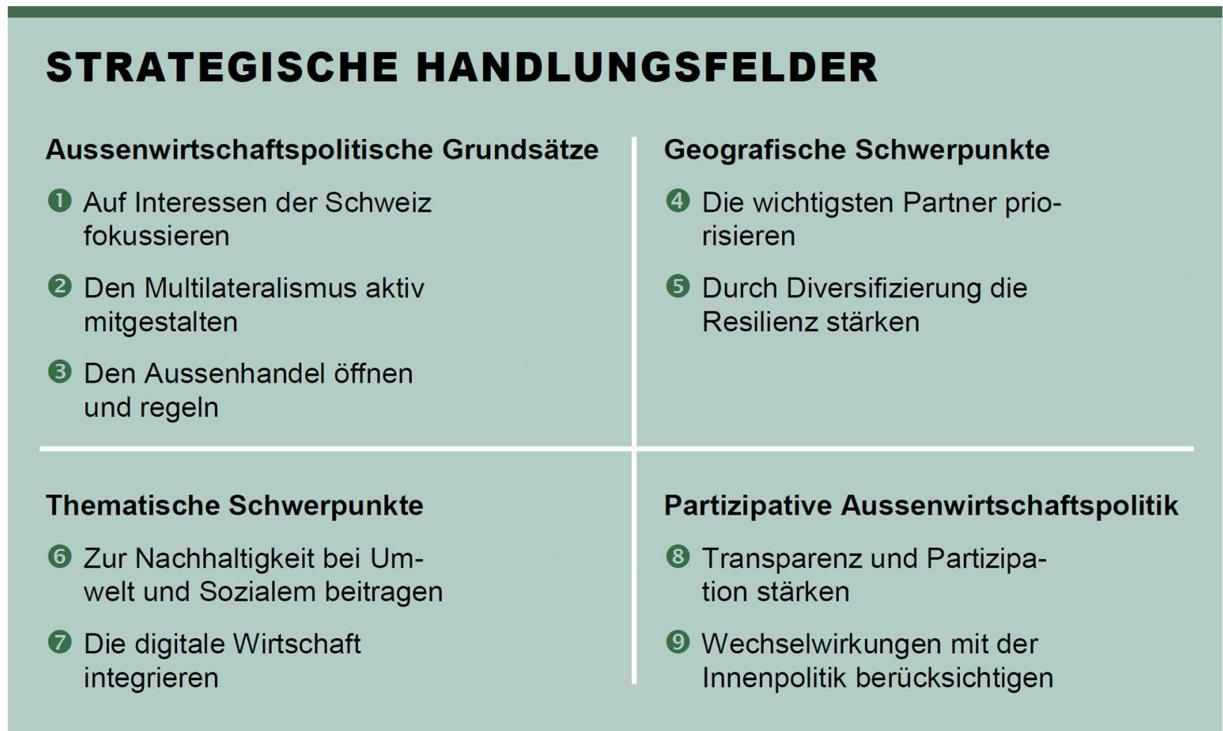 STRATEGISCHE HANDLUNGSFELDER
Aussenwirtschaftspolitische Grundsätze
❶ Auf Interessen der Schweiz
fokussieren
❷ Den Multilateralismus aktiv
mitgestalten
❸ Den Aussenhandel öffnen
und regeln
Geografische Schwerpunkte
❹ Die wichtigsten Partner prio-
risieren
❺ Durch Diversifizierung die
Resilienz stärken
Thematische Schwerpunkte
❻ Zur Nachhaltigkeit bei Um-
welt und Sozialem beitragen
❼ Die digitale Wirtschaft
integrieren
Partizipative Aussenwirtschaftspolitik
❽ Transparenz und Partizipa-
tion stärken
❾ Wechselwirkungen mit der
Innenpolitik berücksichtigen